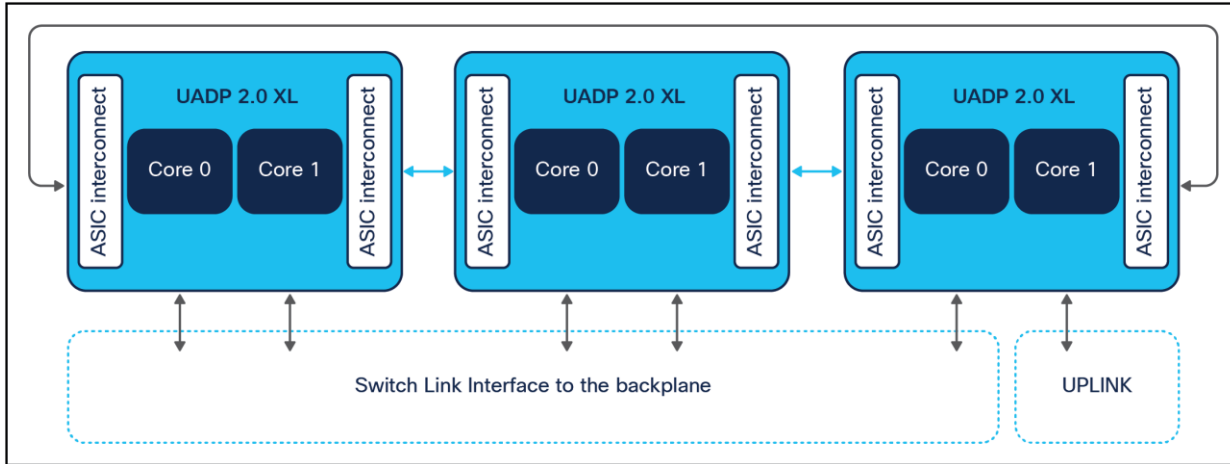 ASIC interconnect
UADP 2.0 XL
Core 0
Core 1
ASIC interconnect
ASIC interconnect
UADP 2.0 XL
Core 0
Core 1
ASIC interconnect
ASIC interconnect
UADP 2.0 XL
Core 0
Core 1
ASIC interconnect
Switch Link Interface to the backplane
UPLINK